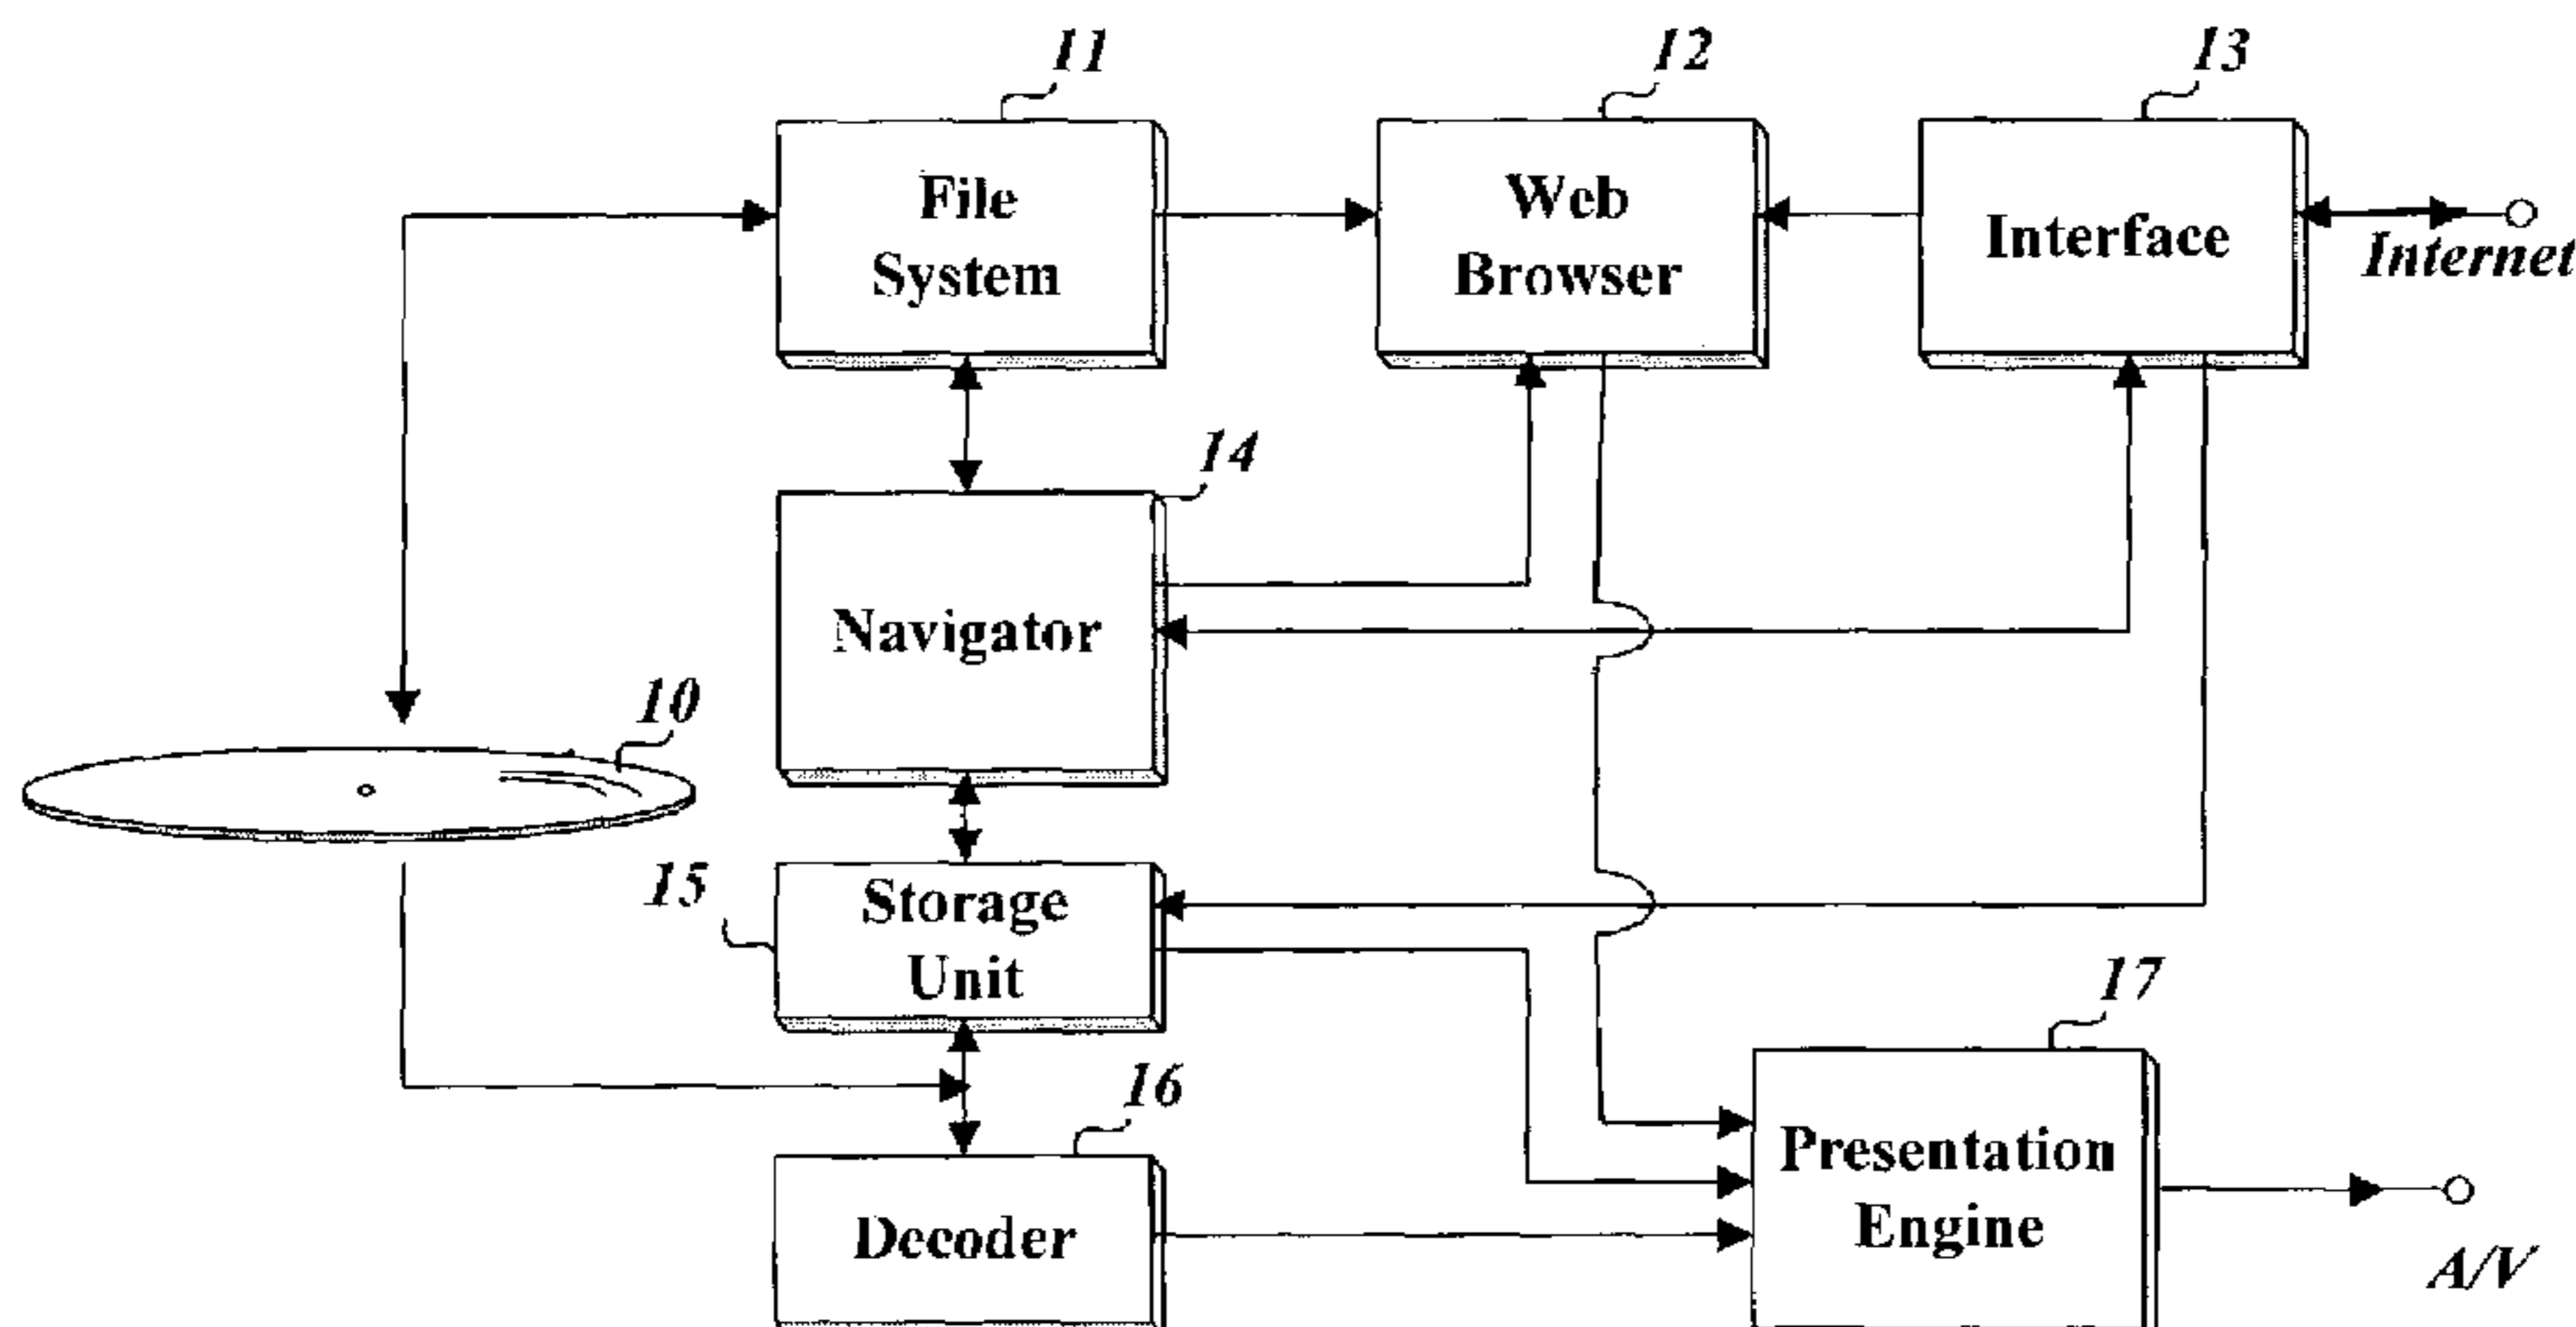 11
12
13
File
System
Web
Browser
Interface
Internet
14
Navigator
10
15
Storage
Unit
17
16
Presentation
Engine
Decoder
A/V